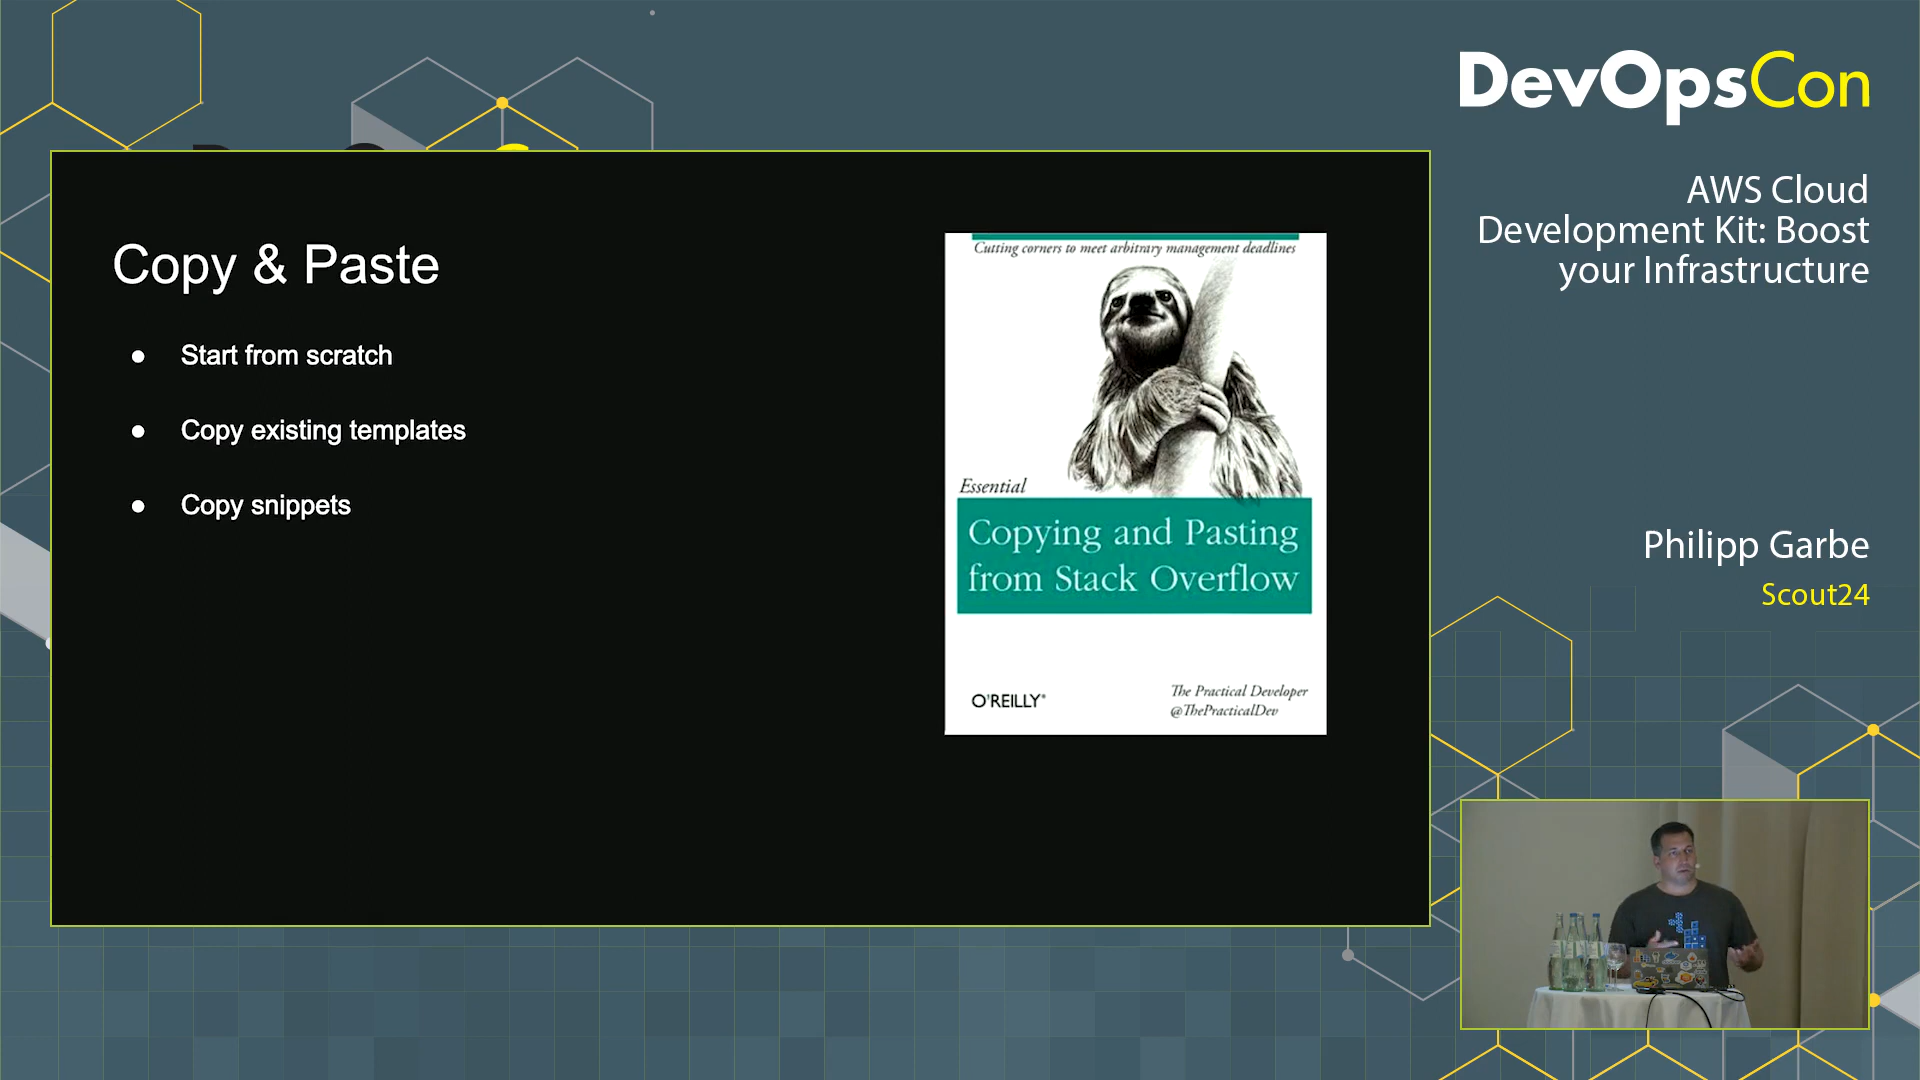 DevOpsCon
AWS Cloud
Development Kit: Boost
your Infrastructure
Copy & Paste
● Start from scratch
● Copy existing templates
● Copy snippets
Cutting corners to meet arbitrary management deadlines
Essential
Copying and Pasting
from Stack Overflow
O'REILLY®
The Practical Developer
@ThePracticalDev
Philipp Garbe
Scout24